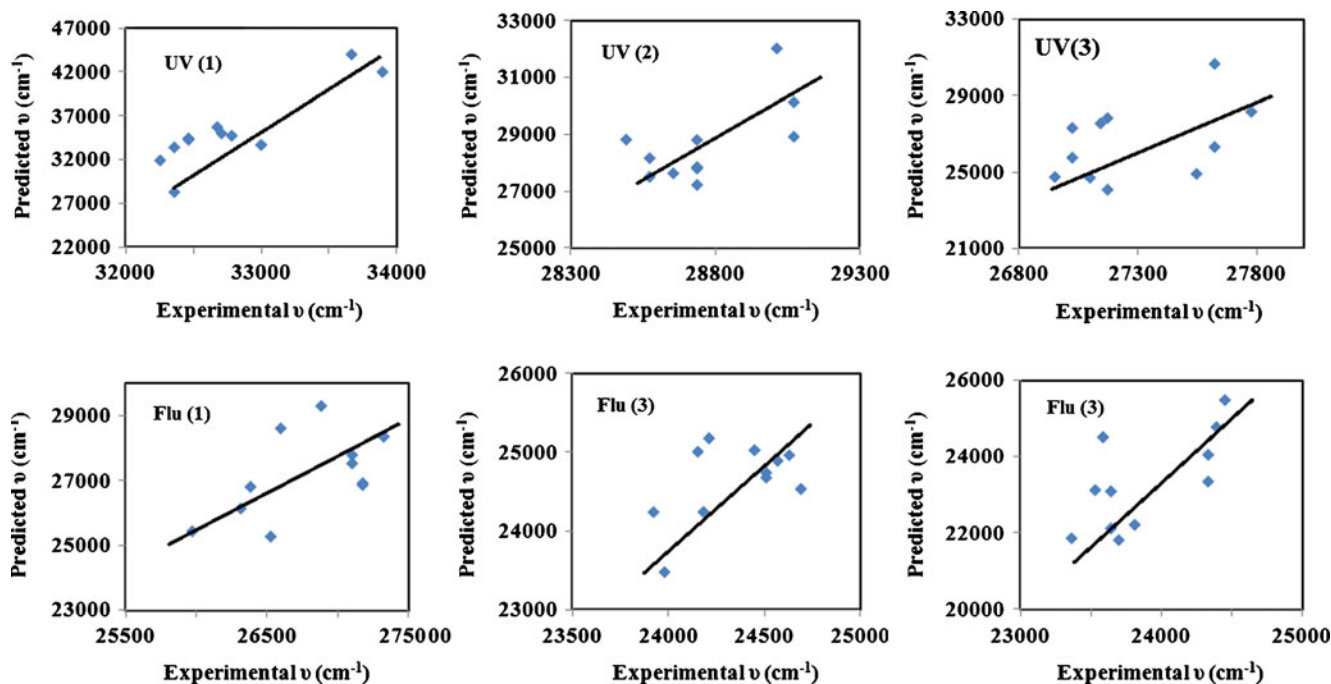 47000
42000
37000
32000
27000
22000
Predicted υ (cm-1)
UV (1)
32000 33000 34000
Experimental υ (cm-1)
33000
31000
29000
27000
25000
Predicted υ (cm-1)
UV (2)
28300 28800 29300
Experimental υ (cm-1)
33000
29000
25000
21000
Predicted υ (cm-1)
UV(3)
26800 27300 27800
Experimental υ (cm-1)
29000
27000
25000
23000
Predicted υ (cm-1)
Flu (1)
25500 26500 275000
Experimental υ (cm-1)
26000
25000
24000
23000
Predicted υ (cm-1)
Flu (3)
23500 24000 24500 25000
Experimental υ (cm-1)
26000
24000
22000
20000
Predicted υ (cm-1)
Flu (3)
23000 24000 25000
Experimental υ (cm-1)